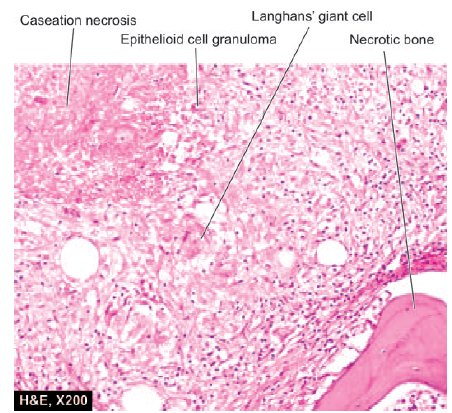 Langhans' giant cell
Caseation necrosis
Epithelioid cell granuloma
Necrotic bone
H&E, X200